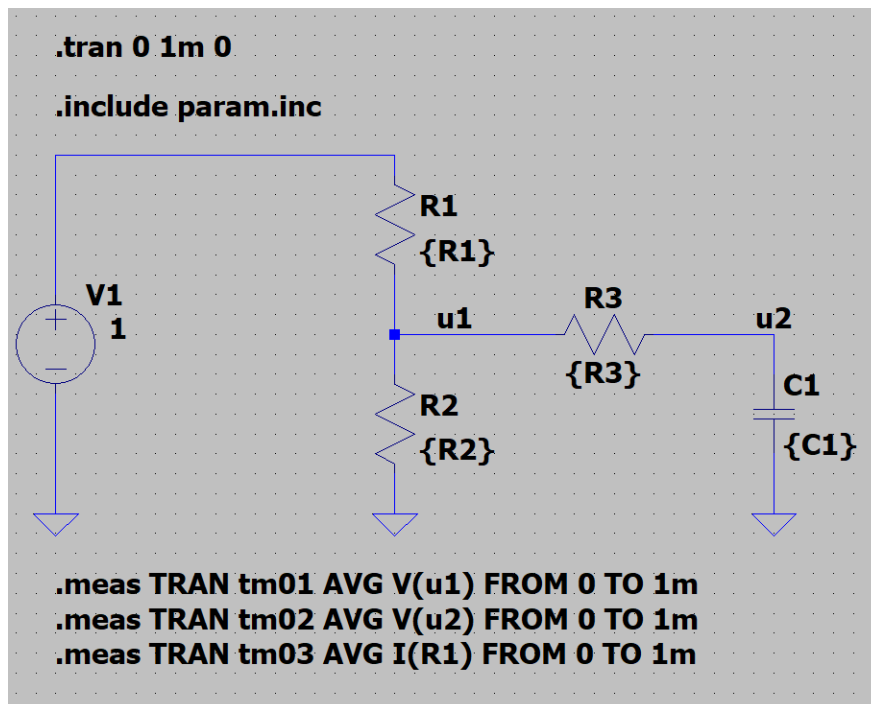 .tran 0 1m 0
.include param.inc
R1
{R1}
V1
1
u1
R3
{R3}
u2
R2
{R2}
C1
{C1}
.meas TRAN tm01 AVG V(u1) FROM 0 TO 1m
.meas TRAN tm02 AVG V(u2) FROM 0 TO 1m
.meas TRAN tm03 AVG I(R1) FROM 0 TO 1m